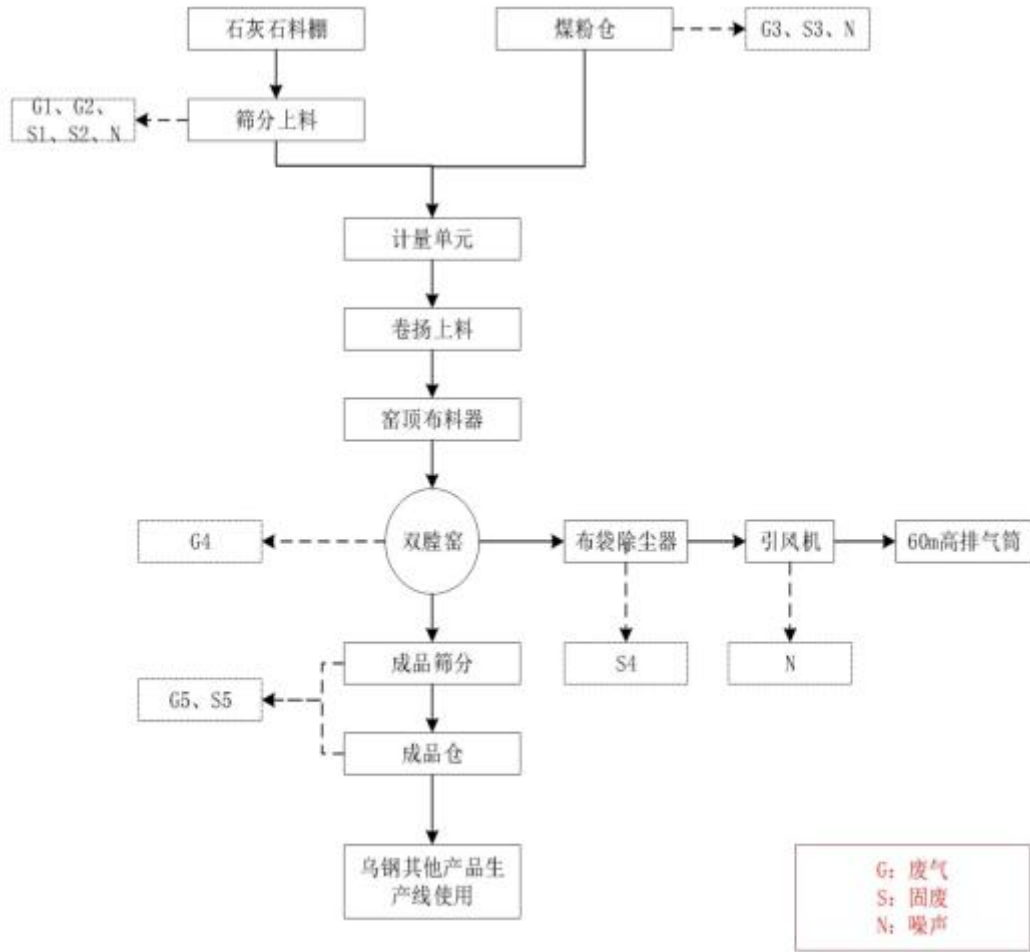 石灰石料棚
煤粉仓
G3、S3、N
G1、G2、
S1、S2、N
筛分上料
计量单元
卷扬上料
窑顶布料器
G4
双膛窑
布袋除尘器
引风机
60m高排气筒
成品筛分
S4
N
G5、S5
成品仓
乌钢其他产品生
产线使用
G：废气
S：固废
N：噪声